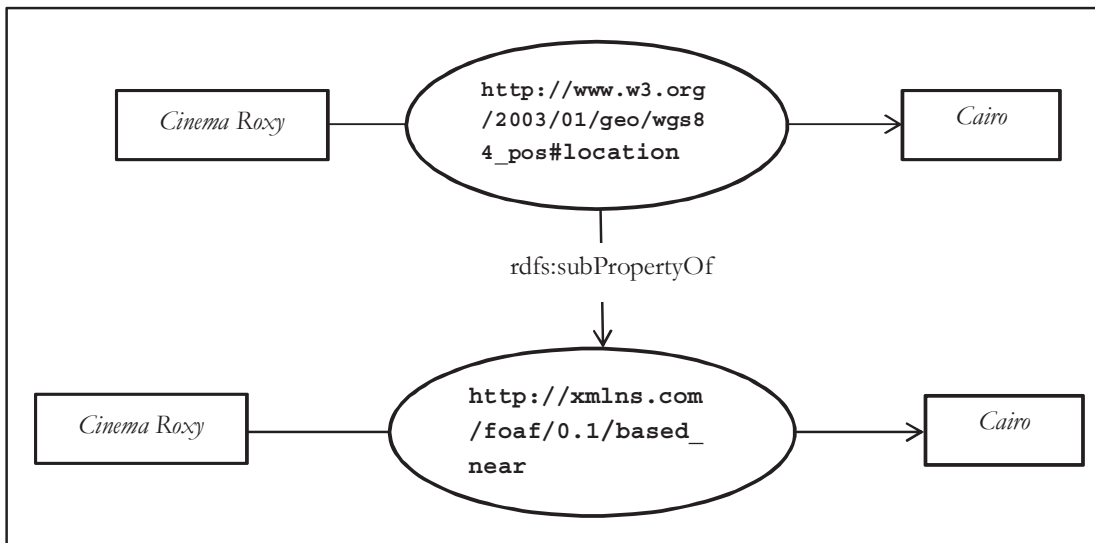 Cinema Roxy
http://www.w3.org
/2003/01/geo/wgs8
4_pos#location
Cairo
rdfs:subPropertyOf
Cinema Roxy
http://xmlns.com
/foaf/0.1/based_
near
Cairo